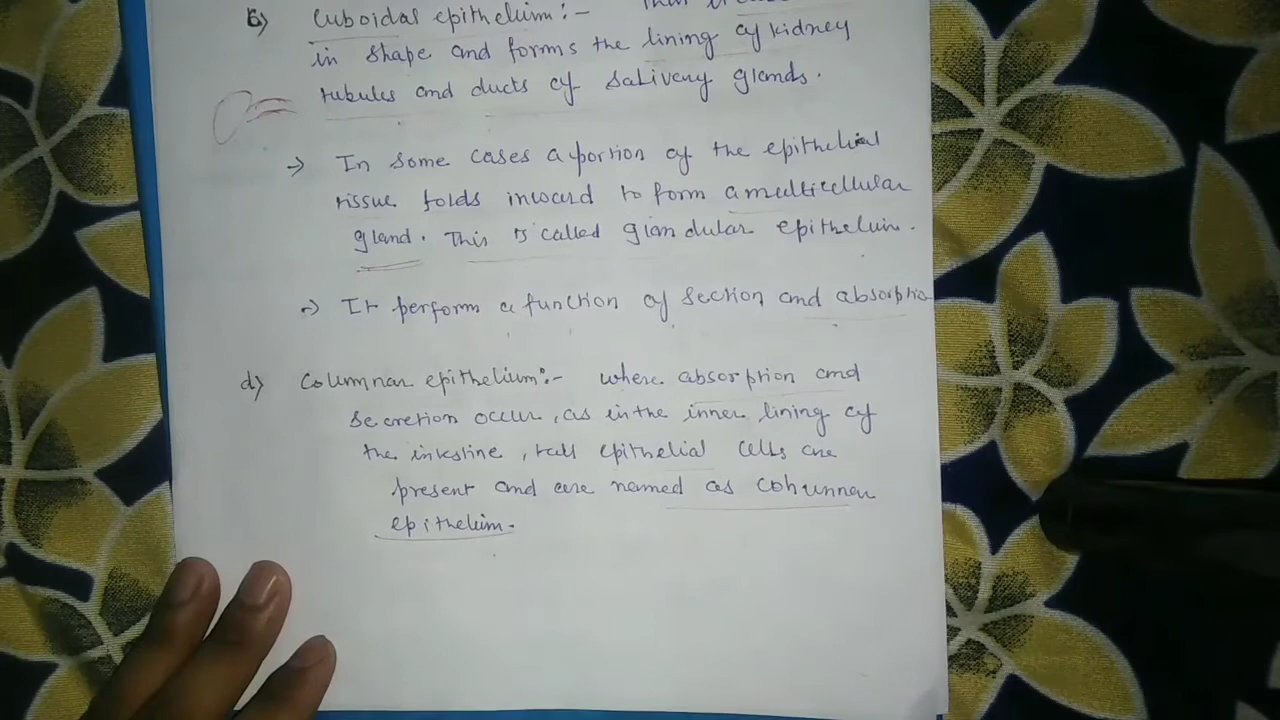 c) Cuboidal epithelium:-
in shape and forms the lining of kidney
tubules and ducts of salivery glands.
→ In some cases a portion of the epithelial
tissue folds inward to form a multicellular
gland. This is called glandular epithelium.
→ It perform a function of section and absorptio
d) Columnar epithelium:- where absorption and
secretion occur, as in the inner lining of
the inkstine, tall epithelial cells are
present and are named as columnar
epithelium.